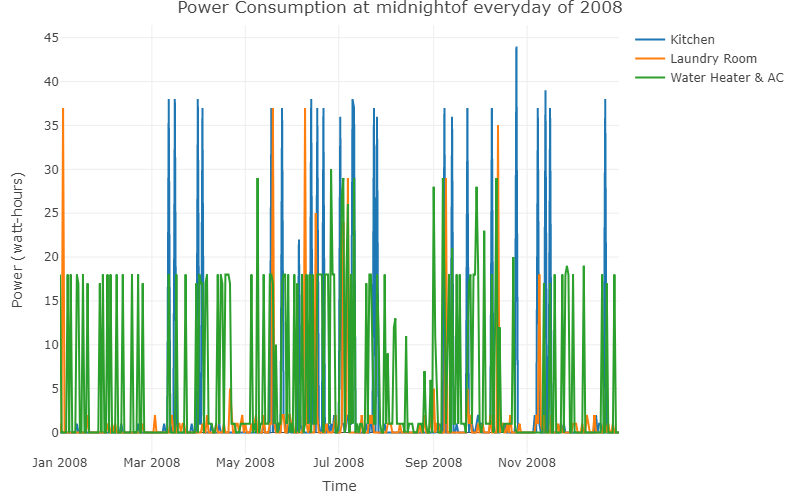 Power Consumption at midnightof everyday of 2008
Kitchen
Laundry Room
Water Heater & AC
45
40
35
30
25
20
15
10
5
0
Power (watt-hours)
Jan 2008
Mar 2008
May 2008
Jul 2008
Sep 2008
Nov 2008
Time